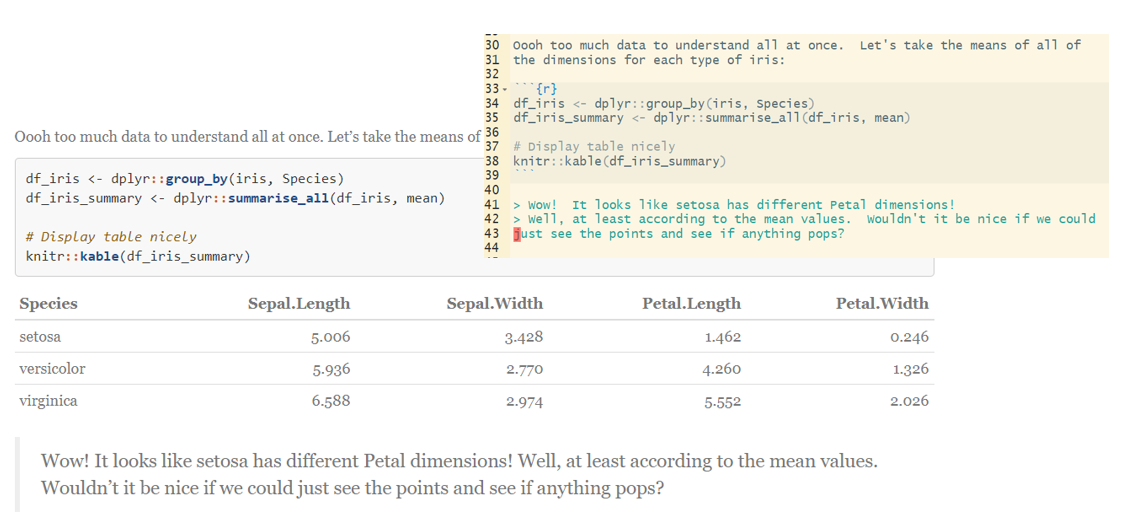 30 Oooh too much data to understand all at once.  Let's take the means of all of
31 the dimensions for each type of iris:
32
33 ```{r}
34 df_iris <- dplyr::group_by(iris, Species)
35 df_iris_summary <- dplyr::summarise_all(df_iris, mean)
36
37 # Display table nicely
38 knitr::kable(df_iris_summary)
39 ```
40
41 > Wow!  It looks like setosa has different Petal dimensions!
42 > Well, at least according to the mean values.  Wouldn't it be nice if we could
43 just see the points and see if anything pops?
44
Oooh too much data to understand all at once. Let’s take the means of
df_iris <- dplyr::group_by(iris, Species)
df_iris_summary <- dplyr::summarise_all(df_iris, mean)
# Display table nicely
knitr::kable(df_iris_summary)
Species Sepal.Length Sepal.Width Petal.Length Petal.Width
setosa 5.006 3.428 1.462 0.246
versicolor 5.936 2.770 4.260 1.326
virginica 6.588 2.974 5.552 2.026
Wow! It looks like setosa has different Petal dimensions! Well, at least according to the mean values.
Wouldn’t it be nice if we could just see the points and see if anything pops?